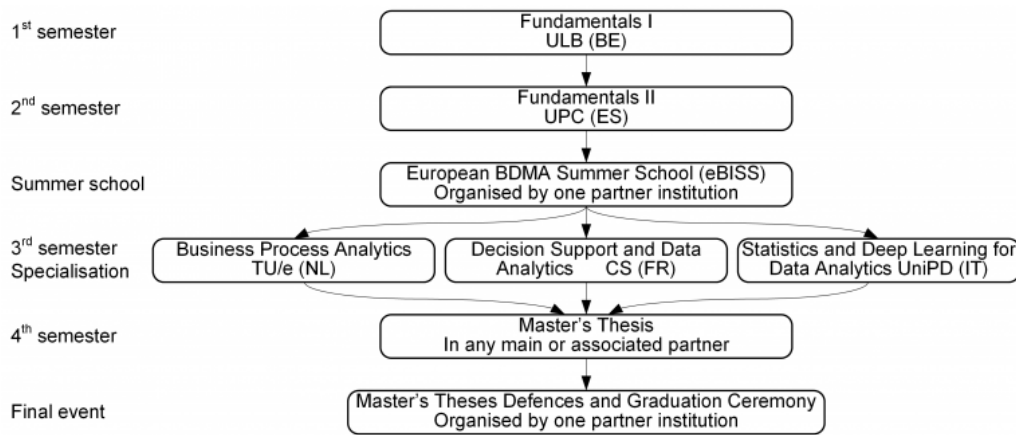 1st semester
Fundamentals I
ULB (BE)
2nd semester
Fundamentals II
UPC (ES)
Summer school
European BDMA Summer School (eBISS)
Organised by one partner institution
3rd semester
Specialisation
Business Process Analytics
TU/e (NL)
Decision Support and Data
Analytics CS (FR)
Statistics and Deep Learning for
Data Analytics UniPD (IT)
4th semester
Master's Thesis
In any main or associated partner
Final event
Master's Theses Defences and Graduation Ceremony
Organised by one partner institution